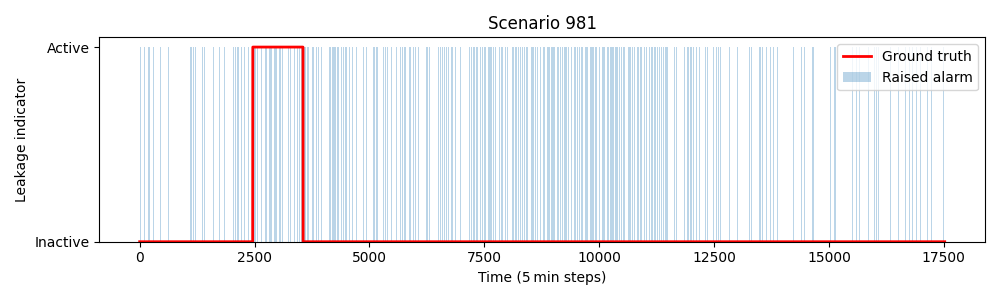 Scenario 981
Active
Inactive
Leakage indicator
Ground truth
Raised alarm
0 2500 5000 7500 10000 12500 15000 17500
Time (5 min steps)